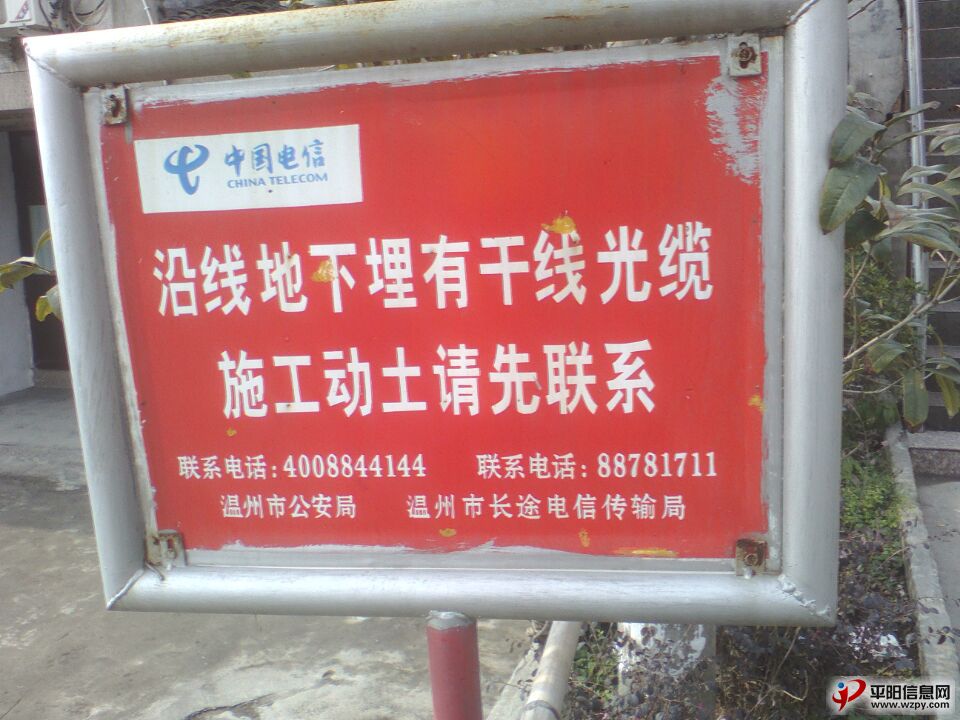 中国电信
CHINA TELECOM
沿线地下埋有干线光缆
施工动土请先联系
联系电话:4008844144 联系电话:88781711
温州市公安局 温州市长途电信传输局
平阳信息网
www.wzpy.com